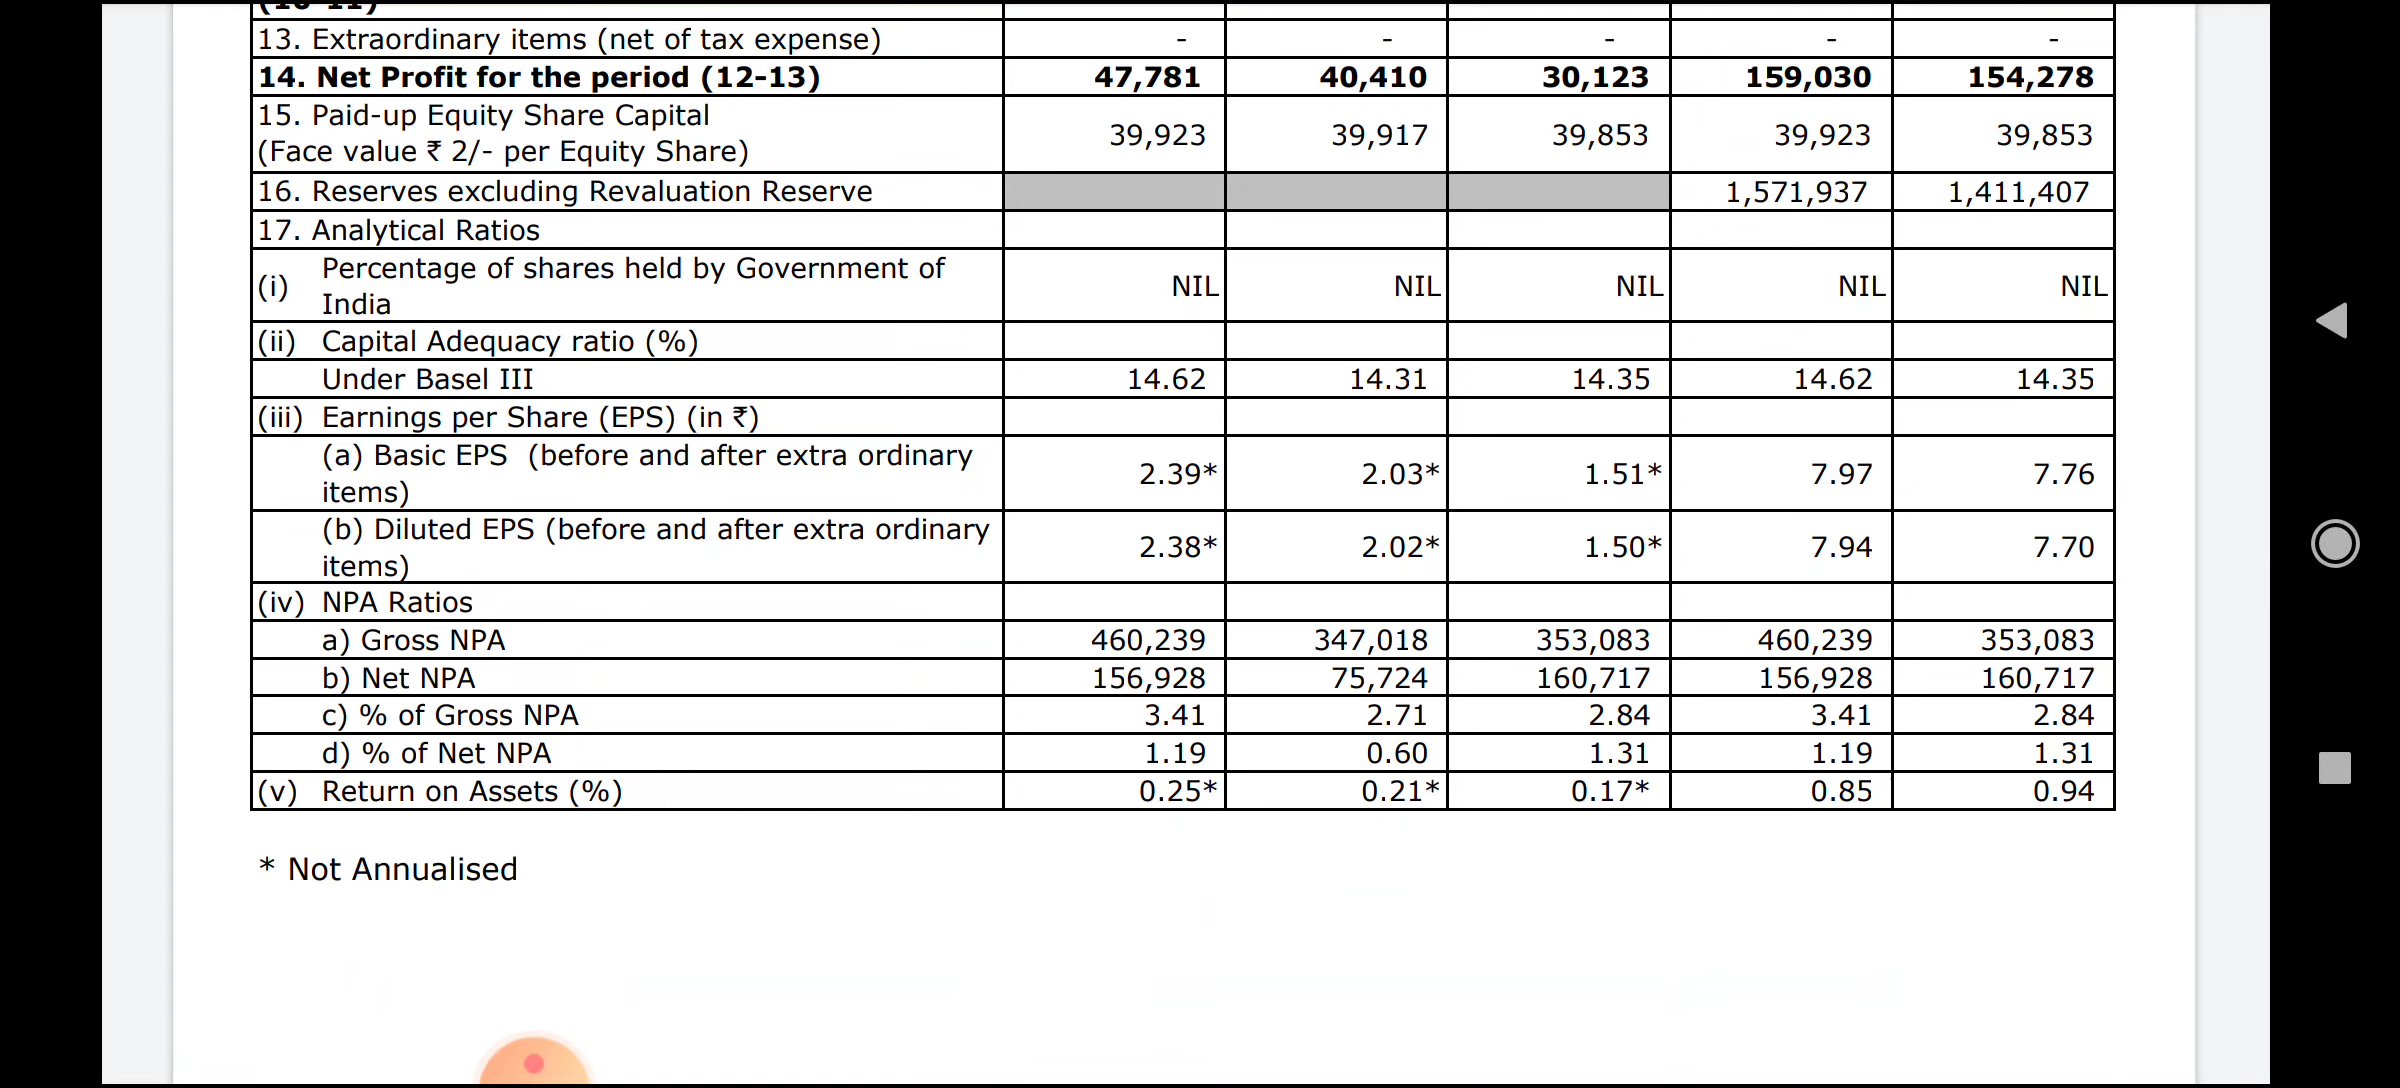 13. Extraordinary items (net of tax expense) - - - - -
14. Net Profit for the period (12-13) 47,781 40,410 30,123 159,030 154,278
15. Paid-up Equity Share Capital
(Face value ₹ 2/- per Equity Share) 39,923 39,917 39,853 39,923 39,853
16. Reserves excluding Revaluation Reserve 1,571,937 1,411,407
17. Analytical Ratios
(i) Percentage of shares held by Government of
India NIL NIL NIL NIL NIL
(ii) Capital Adequacy ratio (%)
Under Basel III 14.62 14.31 14.35 14.62 14.35
(iii) Earnings per Share (EPS) (in ₹)
(a) Basic EPS (before and after extra ordinary
items) 2.39* 2.03* 1.51* 7.97 7.76
(b) Diluted EPS (before and after extra ordinary
items) 2.38* 2.02* 1.50* 7.94 7.70
(iv) NPA Ratios
a) Gross NPA 460,239 347,018 353,083 460,239 353,083
b) Net NPA 156,928 75,724 160,717 156,928 160,717
c) % of Gross NPA 3.41 2.71 2.84 3.41 2.84
d) % of Net NPA 1.19 0.60 1.31 1.19 1.31
(v) Return on Assets (%) 0.25* 0.21* 0.17* 0.85 0.94
* Not Annualised